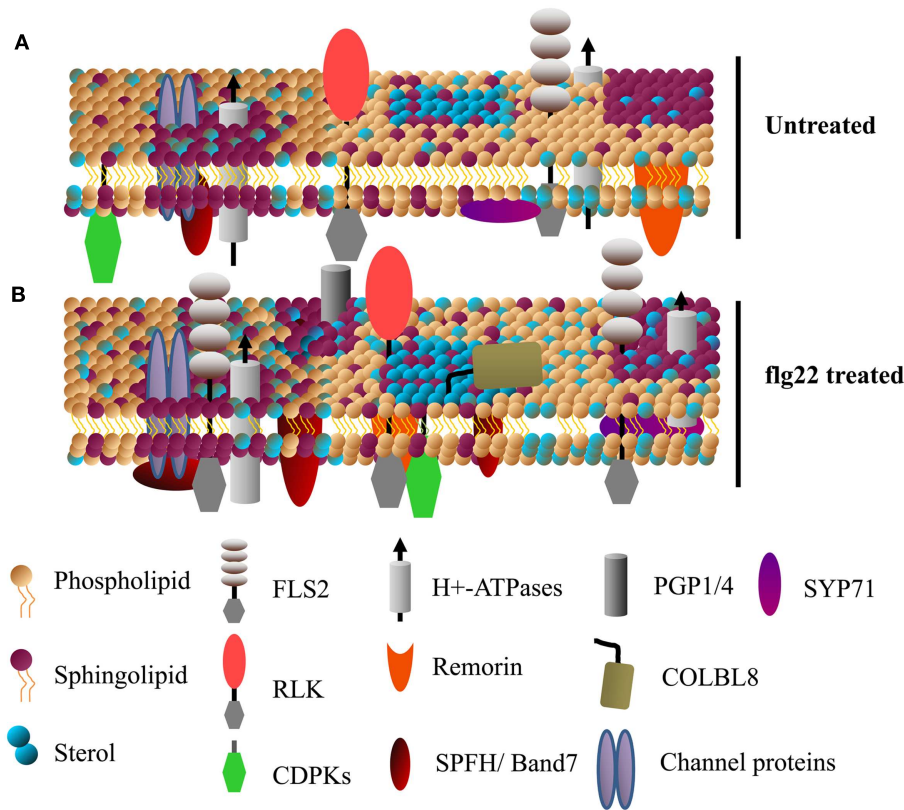 A
Untreated
B
flg22 treated
Phospholipid
FLS2
H+-ATPases
PGP1/4
SYP71
Sphingolipid
RLK
Remorin
COLBL8
Sterol
CDPKs
SPFH/ Band7
Channel proteins